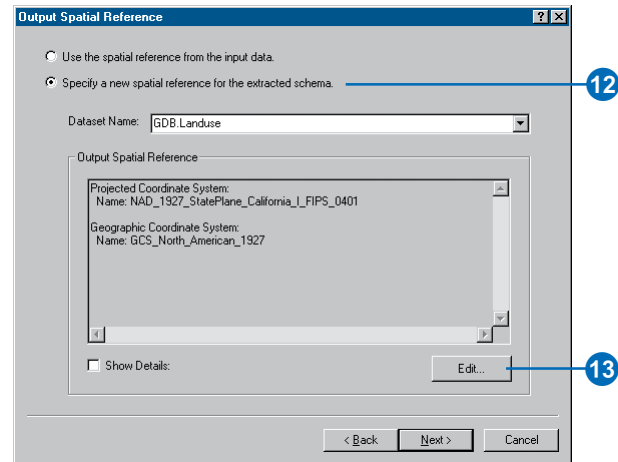 Output Spatial Reference
Use the spatial reference from the input data.
Specify a new spatial reference for the extracted schema.
12
Dataset Name: GDB.Landuse
Output Spatial Reference
Projected Coordinate System:
Name: NAD_1927_StatePlane_California_I_FIPS_0401
Geographic Coordinate System:
Name: GCS_North_American_1927
Show Details:
Edit...
13
< Back Next > Cancel